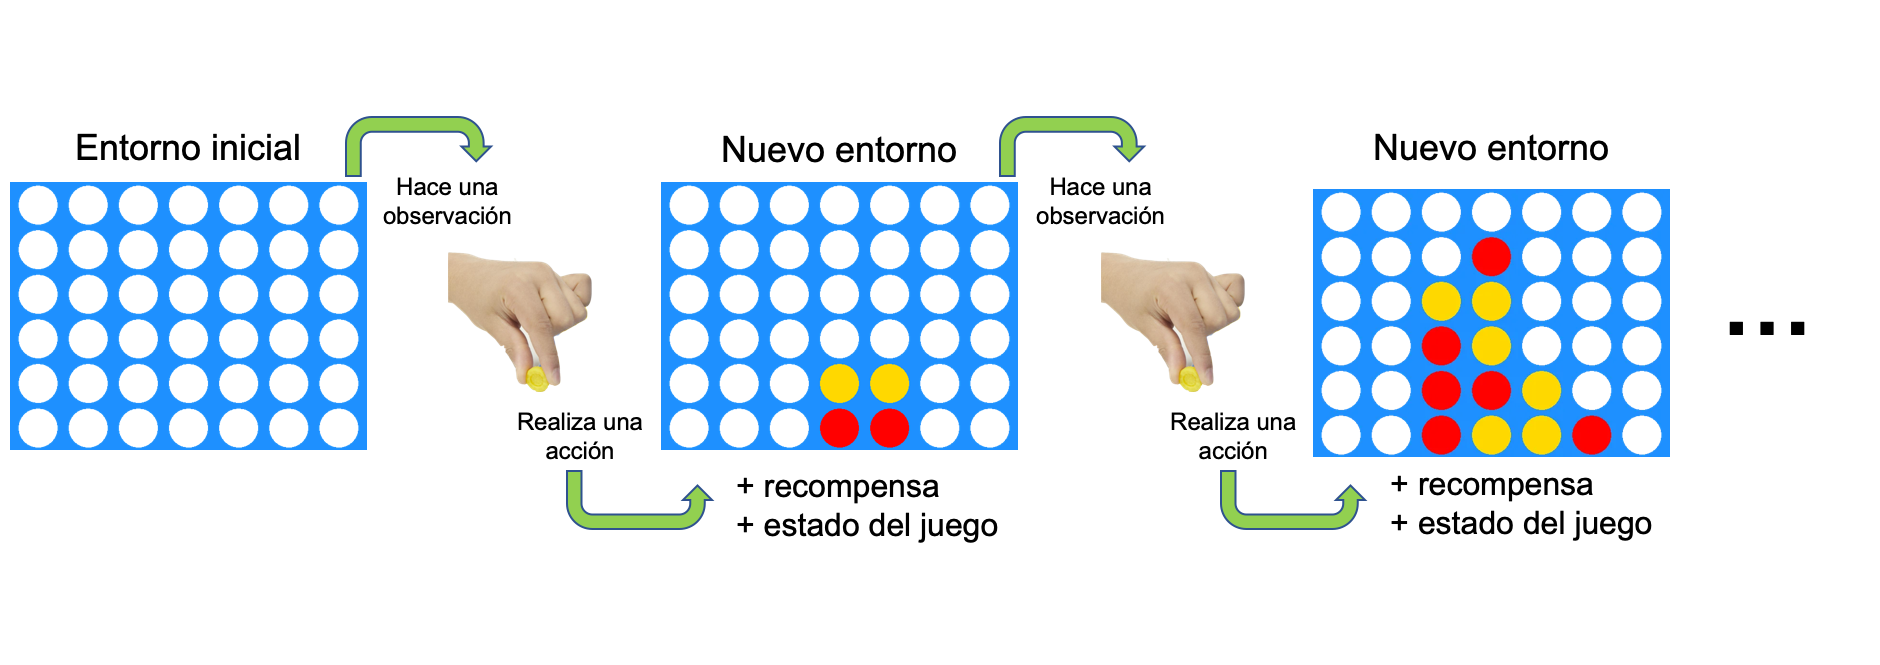 Entorno inicial
Hace una
observación
Realiza una
acción
Nuevo entorno
+ recompensa
+ estado del juego
Hace una
observación
Realiza una
acción
Nuevo entorno
+ recompensa
+ estado del juego
...